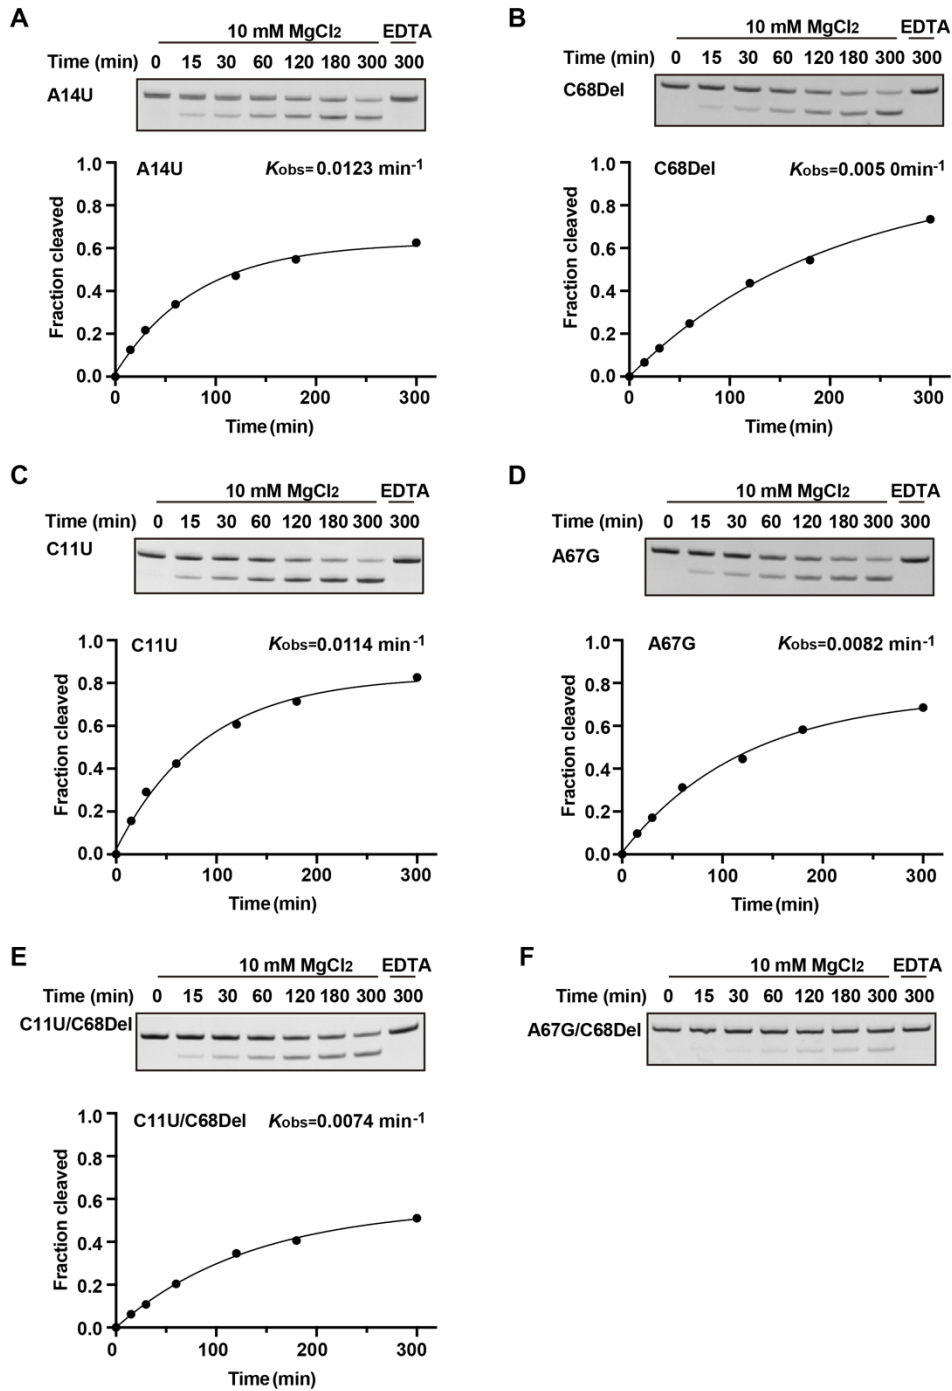 A
10 mM MgCl2 EDTA
Time (min) 0 15 30 60 120 180 300 300
A14U
A14U Kobs=0.0123 min-1
Fraction cleaved
1.0
0.8
0.6
0.4
0.2
0.0
0 100 200 300
Time (min)
B
10 mM MgCl2 EDTA
Time (min) 0 15 30 60 120 180 300 300
C68Del
C68Del Kobs=0.005 0min-1
Fraction cleaved
1.0
0.8
0.6
0.4
0.2
0.0
0 100 200 300
Time (min)
C
10 mM MgCl2 EDTA
Time (min) 0 15 30 60 120 180 300 300
C11U
C11U Kobs=0.0114 min-1
Fraction cleaved
1.0
0.8
0.6
0.4
0.2
0.0
0 100 200 300
Time (min)
D
10 mM MgCl2 EDTA
Time (min) 0 15 30 60 120 180 300 300
A67G
A67G Kobs=0.0082 min-1
Fraction cleaved
1.0
0.8
0.6
0.4
0.2
0.0
0 100 200 300
Time (min)
E
10 mM MgCl2 EDTA
Time (min) 0 15 30 60 120 180 300 300
C11U/C68Del
C11U/C68Del Kobs=0.0074 min-1
Fraction cleaved
1.0
0.8
0.6
0.4
0.2
0.0
0 100 200 300
Time (min)
F
10 mM MgCl2 EDTA
Time (min) 0 15 30 60 120 180 300 300
A67G/C68Del